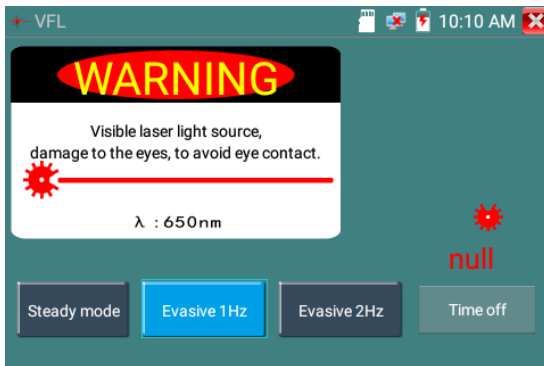 VFL
10:10 AM
WARNING
Visible laser light source,
damage to the eyes, to avoid eye contact.
λ :650nm
null
Steady mode
Evasive 1Hz
Evasive 2Hz
Time off